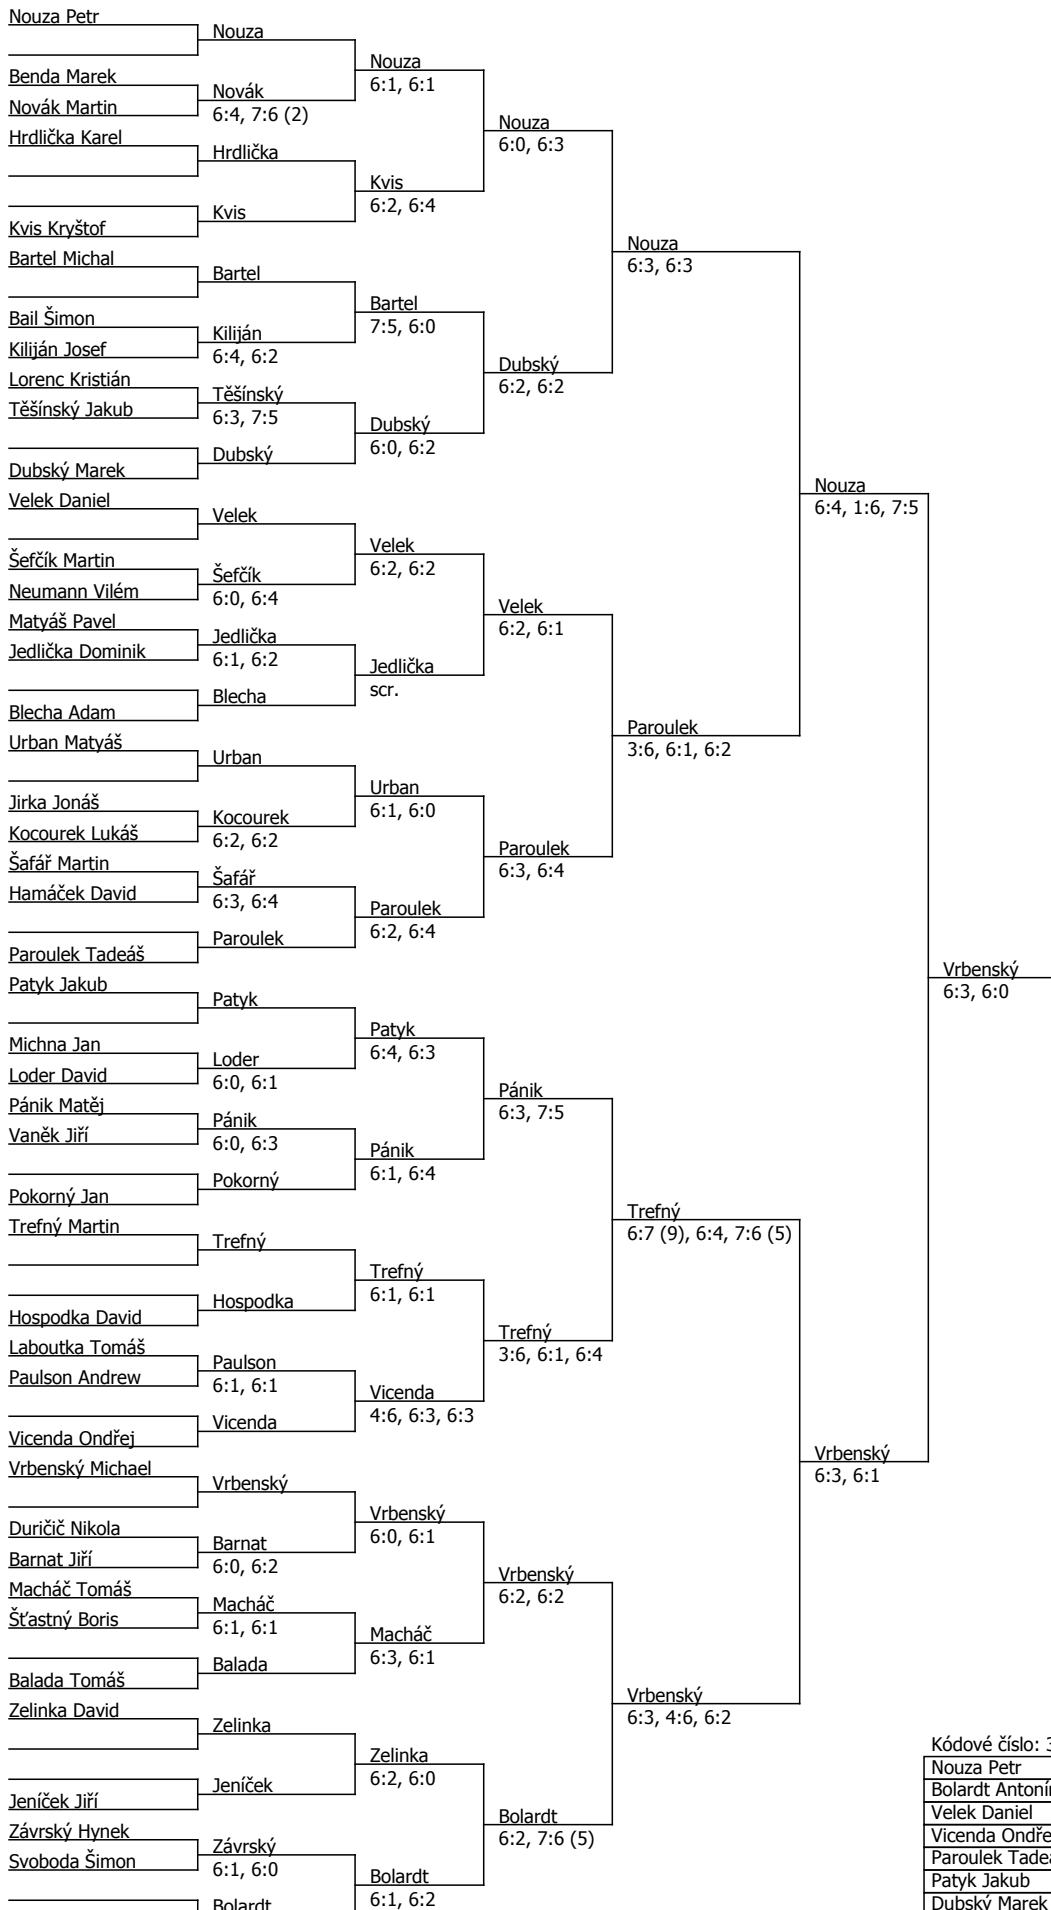 Nouza Petr
Benda Marek
Novák Martin
Hrdlička Karel
Kvis Kryštof
Bartel Michal
Bail Šimon
Kiliján Josef
Lorenc Kristián
Těšínský Jakub
Dubský Marek
Velek Daniel
Šefčík Martin
Neumann Vilém
Matyáš Pavel
Jedlička Dominik
Blecha Adam
Urban Matyáš
Jirka Jonáš
Kocourek Lukáš
Šafář Martin
Hamáček David
Paroulek Tadeáš
Patyk Jakub
Michna Jan
Loder David
Pánik Matěj
Vaněk Jiří
Pokorný Jan
Trefný Martin
Hospodka David
Laboutka Tomáš
Paulson Andrew
Vicenda Ondřej
Vrbenský Michael
Duričič Nikola
Barnat Jiří
Macháč Tomáš
Šťastný Boris
Balada Tomáš
Zelinka David
Jeníček Jiří
Závrský Hynek
Svoboda Šimon
Nouza
Novák
6:4, 7:6 (2)
Hrdlička
Kvis
Bartel
Kiliján
6:4, 6:2
Těšínský
6:3, 7:5
Dubský
Velek
Šefčík
6:0, 6:4
Jedlička
6:1, 6:2
Blecha
Urban
Kocourek
6:2, 6:2
Šafář
6:3, 6:4
Paroulek
Patyk
Loder
6:0, 6:1
Pánik
6:0, 6:3
Pokorný
Trefný
Hospodka
Paulson
6:1, 6:1
Vicenda
Vrbenský
Barnat
6:0, 6:2
Macháč
6:1, 6:1
Balada
Zelinka
Jeníček
Závrský
6:1, 6:0
Bolardt
Nouza
6:1, 6:1
Kvis
6:2, 6:4
Bartel
7:5, 6:0
Dubský
6:0, 6:2
Velek
6:2, 6:2
Jedlička
scr.
Urban
6:1, 6:0
Paroulek
6:2, 6:4
Patyk
6:4, 6:3
Pánik
6:1, 6:4
Trefný
6:1, 6:1
Vicenda
4:6, 6:3, 6:3
Vrbenský
6:0, 6:1
Macháč
6:3, 6:1
Zelinka
6:2, 6:0
Bolardt
6:1, 6:2
Nouza
6:0, 6:3
Dubský
6:2, 6:2
Velek
6:2, 6:1
Paroulek
6:3, 6:4
Pánik
6:3, 7:5
Trefný
3:6, 6:1, 6:4
Vrbenský
6:2, 6:2
Bolardt
6:2, 7:6 (5)
Nouza
6:3, 6:3
Paroulek
3:6, 6:1, 6:2
Trefný
6:7 (9), 6:4, 7:6 (5)
Vrbenský
6:3, 4:6, 6:2
Nouza
6:4, 1:6, 7:5
Vrbenský
6:3, 6:1
Vrbenský
6:3, 6:0
Kódové číslo: 3
Nouza Petr
Bolardt Antonín
Velek Daniel
Vicenda Ondře
Paroulek Tade
Patyk Jakub
Dubský Marek